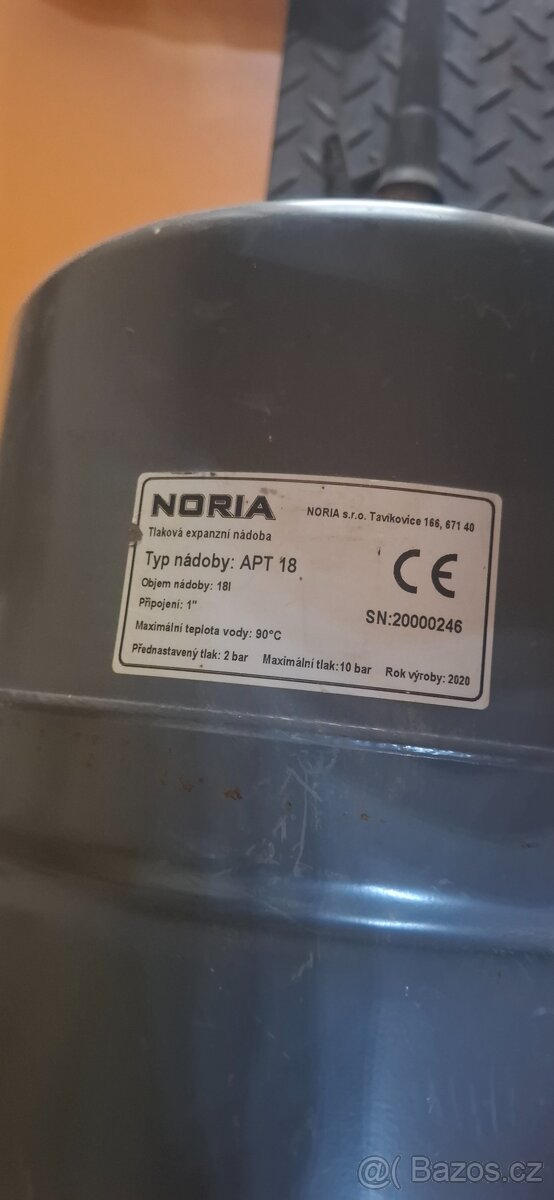 NORIA
NORIA s.r.o. Tavíkovice 166, 671 40
Tlaková expanzní nádoba
Typ nádoby: APT 18
Objem nádoby: 18l
Připojení: 1"
CE
SN:20000246
Maximální teplota vody: 90°C
Přednastavený tlak: 2 bar Maximální tlak:10 bar Rok výroby: 2020
@( Bazos.cz